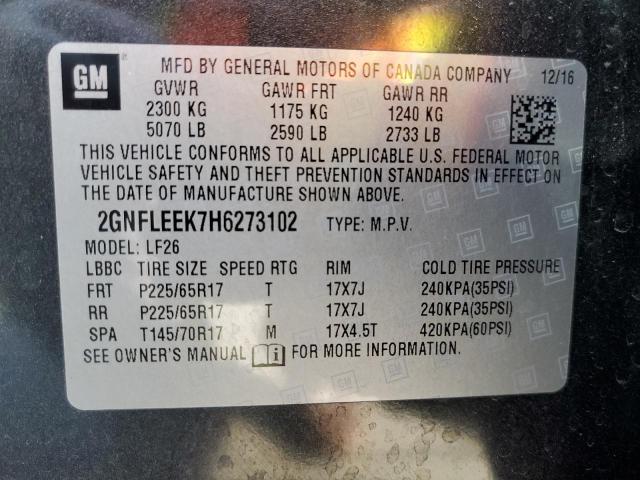 GM
MFD BY GENERAL MOTORS OF CANADA COMPANY 12/16
GVWR GAWR FRT GAWR RR
2300 KG 1175 KG 1240 KG
5070 LB 2590 LB 2733 LB
THIS VEHICLE CONFORMS TO ALL APPLICABLE U.S. FEDERAL MOTOR
VEHICLE SAFETY AND THEFT PREVENTION STANDARDS IN EFFECT ON
THE DATE OF MANUFACTURE SHOWN ABOVE.
2GNFLEEK7H6273102 TYPE: M.P.V.
MODEL: LF26
LBBC TIRE SIZE SPEED RTG RIM COLD TIRE PRESSURE
FRT P225/65R17 T 17X7J 240KPA(35PSI)
RR P225/65R17 T 17X7J 240KPA(35PSI)
SPA T145/70R17 M 17X4.5T 420KPA(60PSI)
SEE OWNER'S MANUAL i FOR MORE INFORMATION.